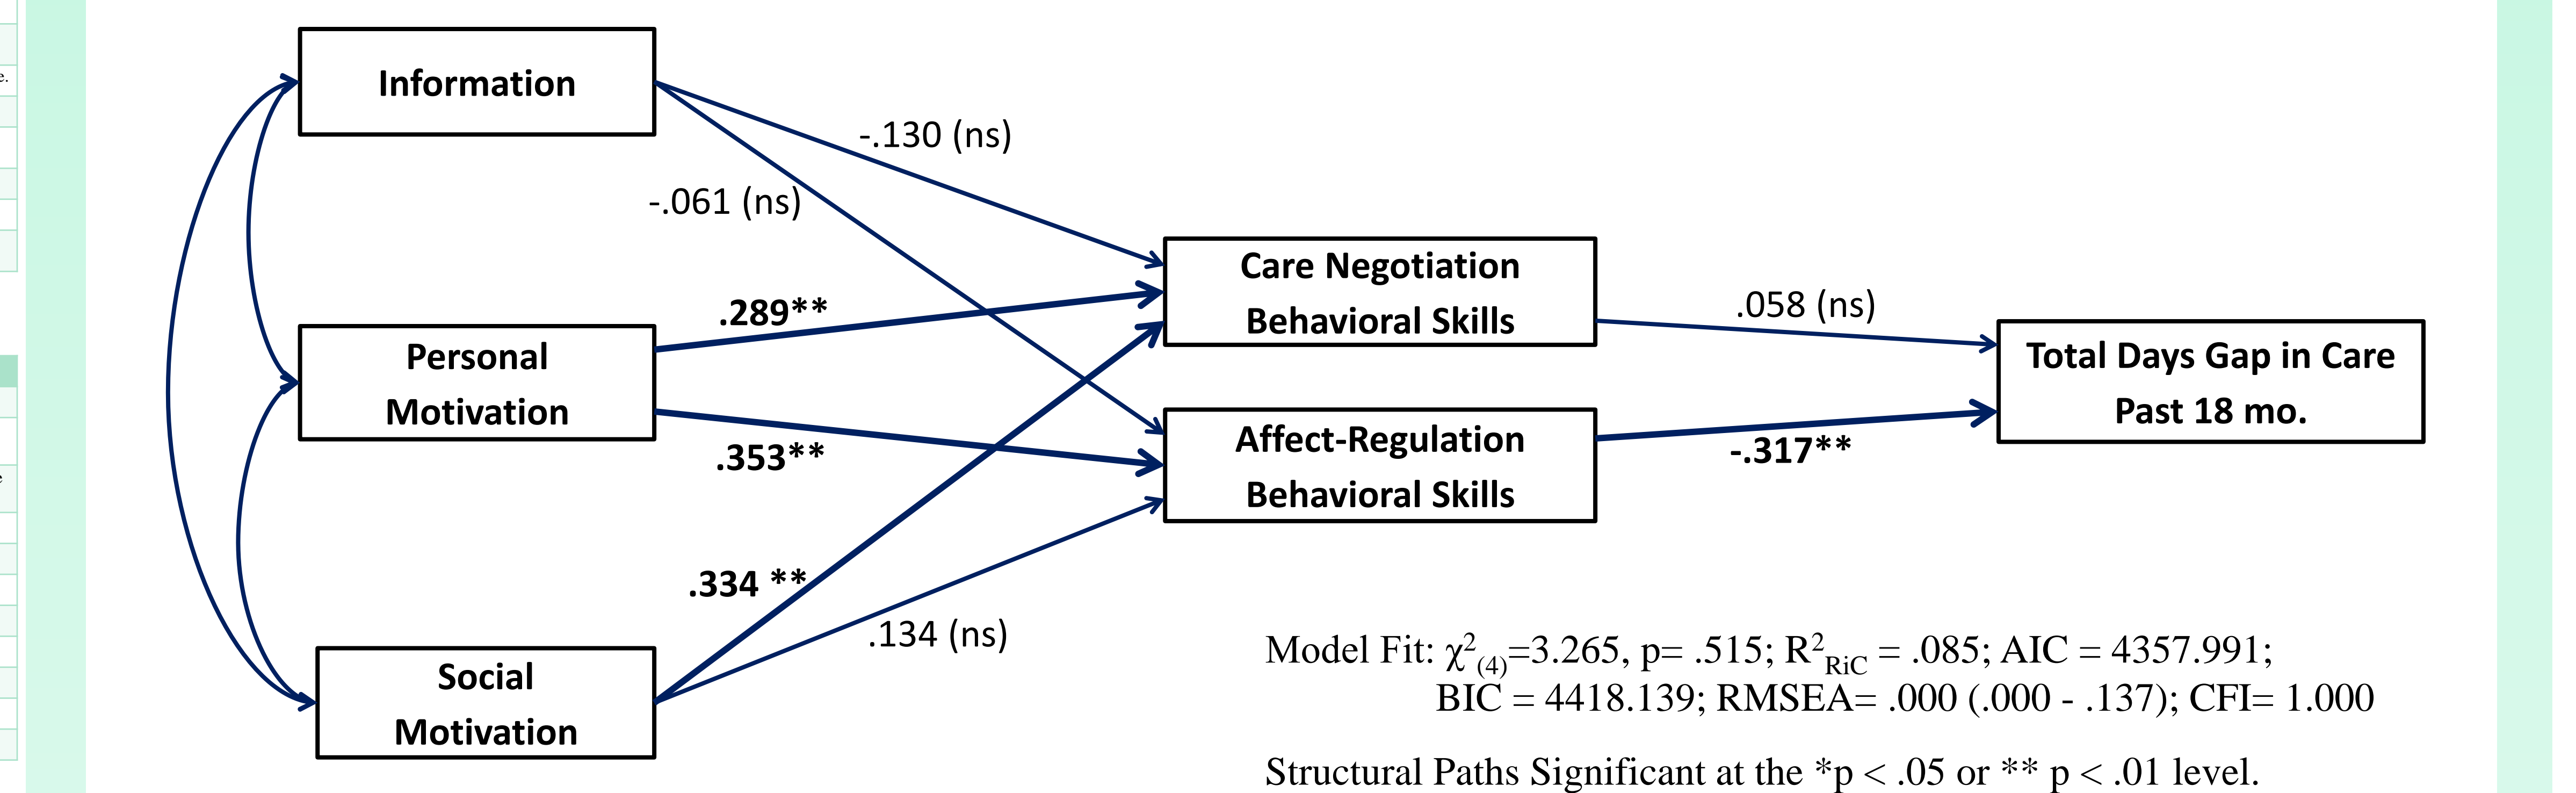 e.
Information
-.130 (ns)
-.061 (ns)
Care Negotiation
Behavioral Skills
.289**
.058 (ns)
Personal
Motivation
Total Days Gap in Care
Past 18 mo.
.353**
Affect-Regulation
Behavioral Skills
-.317**
e
.334 **
.134 (ns)
Social
Motivation
Model Fit: χ²₍₄₎=3.265, p= .515; R²RiC = .085; AIC = 4357.991;
BIC = 4418.139; RMSEA= .000 (.000 - .137); CFI= 1.000
Structural Paths Significant at the *p < .05 or ** p < .01 level.